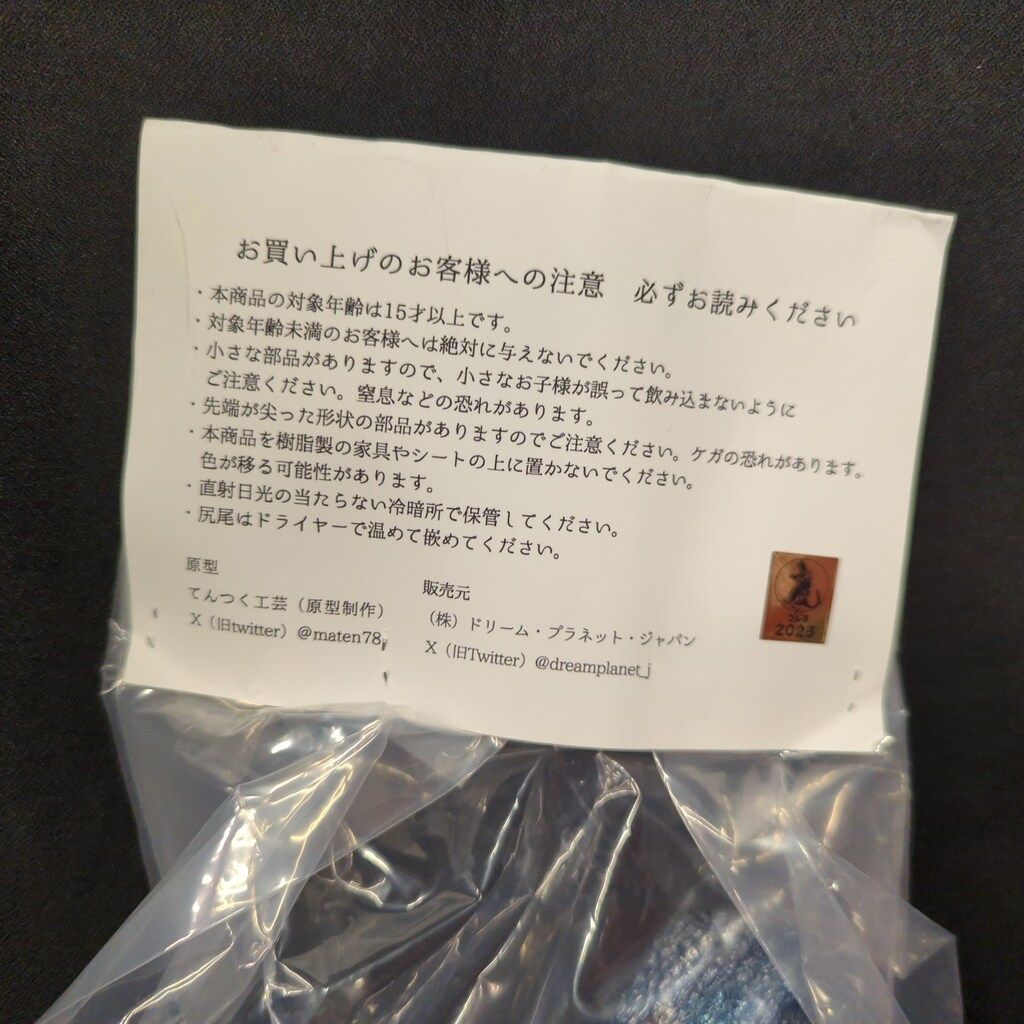 お買い上げのお客様への注意　必ずお読みください
・本商品の対象年齢は15才以上です。
・対象年齢未満のお客様へは絶対に与えないでください。
・小さな部品がありますので、小さなお子様が誤って飲み込まないように
ご注意ください。窒息などの恐れがあります。
・先端が尖った形状の部品がありますのでご注意ください。ケガの恐れがあります。
・本商品を樹脂製の家具やシートの上に置かないでください。
色が移る可能性があります。
・直射日光の当たらない冷暗所で保管してください。
・尻尾はドライヤーで温めて嵌めてください。
原型
てんつく工芸（原型制作）
X（旧twitter）@maten78j
販売元
（株）ドリーム・プラネット・ジャパン
X（旧Twitter）@dreamplanet_j
2023